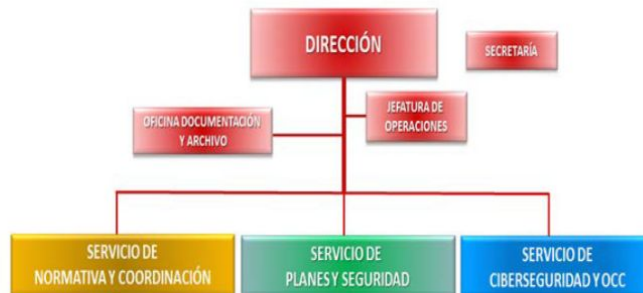 DIRECCIÓN
SECRETARÍA
OFICINA DOCUMENTACIÓN
Y ARCHIVO
JEFATURA DE
OPERACIONES
SERVICIO DE
NORMATIVA Y COORDINACIÓN
SERVICIO DE
PLANES Y SEGURIDAD
SERVICIO DE
CIBERSEGURIDAD Y OCC